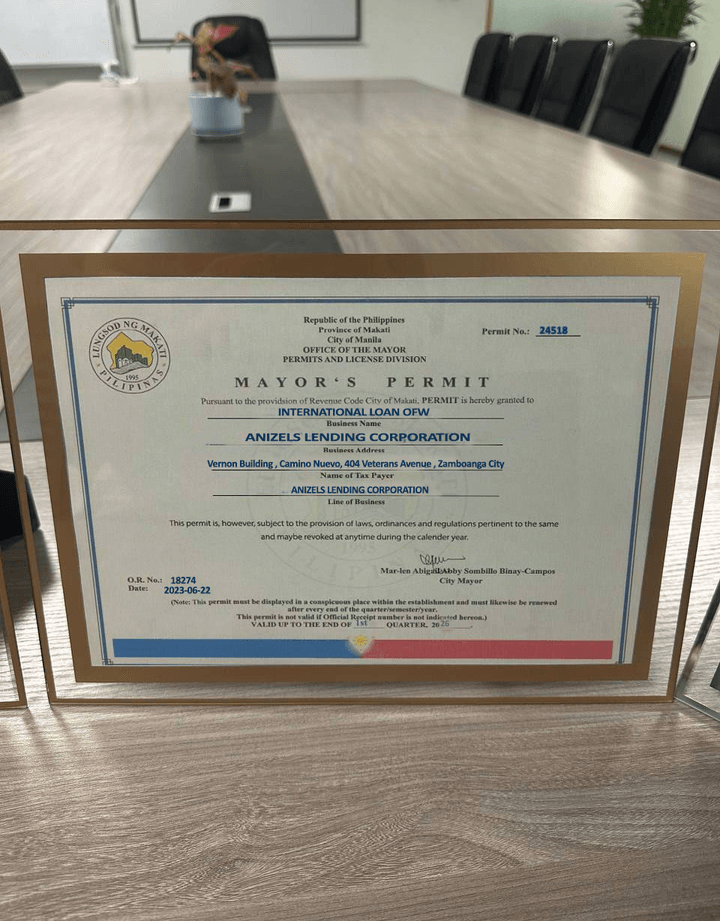 LUNGSOD NG MAKATI
PILIPINAS
1995
Republic of the Philippines
Province of Makati
City of Manila
OFFICE OF THE MAYOR
PERMITS AND LICENSE DIVISION
Permit No.: 24518
MAYOR'S PERMIT
Pursuant to the providsion of Revenue Code City of Makati, PERMIT is hereby granted to
INTERNATIONAL LOAN OFW
Business Name
ANIZELS LENDING CORPORATION
Business Address
Vernon Building , Camino Nuevo, 404 Veterans Avenue , Zamboanga City
Name of Tax Payer
ANIZELS LENDING CORPORATION
Line of Business
This permit is, however, subject to the provision of laws, ordinances and regulations pertinent to the same
and maybe revoked at anytime during the calender year.
Mar-len Abigail Abby Sombillo Binay-Campos
City Mayor
O.R. No.: 18274
Date: 2023-06-22
(Note: This permit must be displayed in a conspicuous place within the establishment and must likewise be renewed
after every end of the quarter/semester/year.
This permit is not valid if Official Receipt number is not indicated hereon.)
VALID UP TO THE END OF 1st QUARTER, 2026